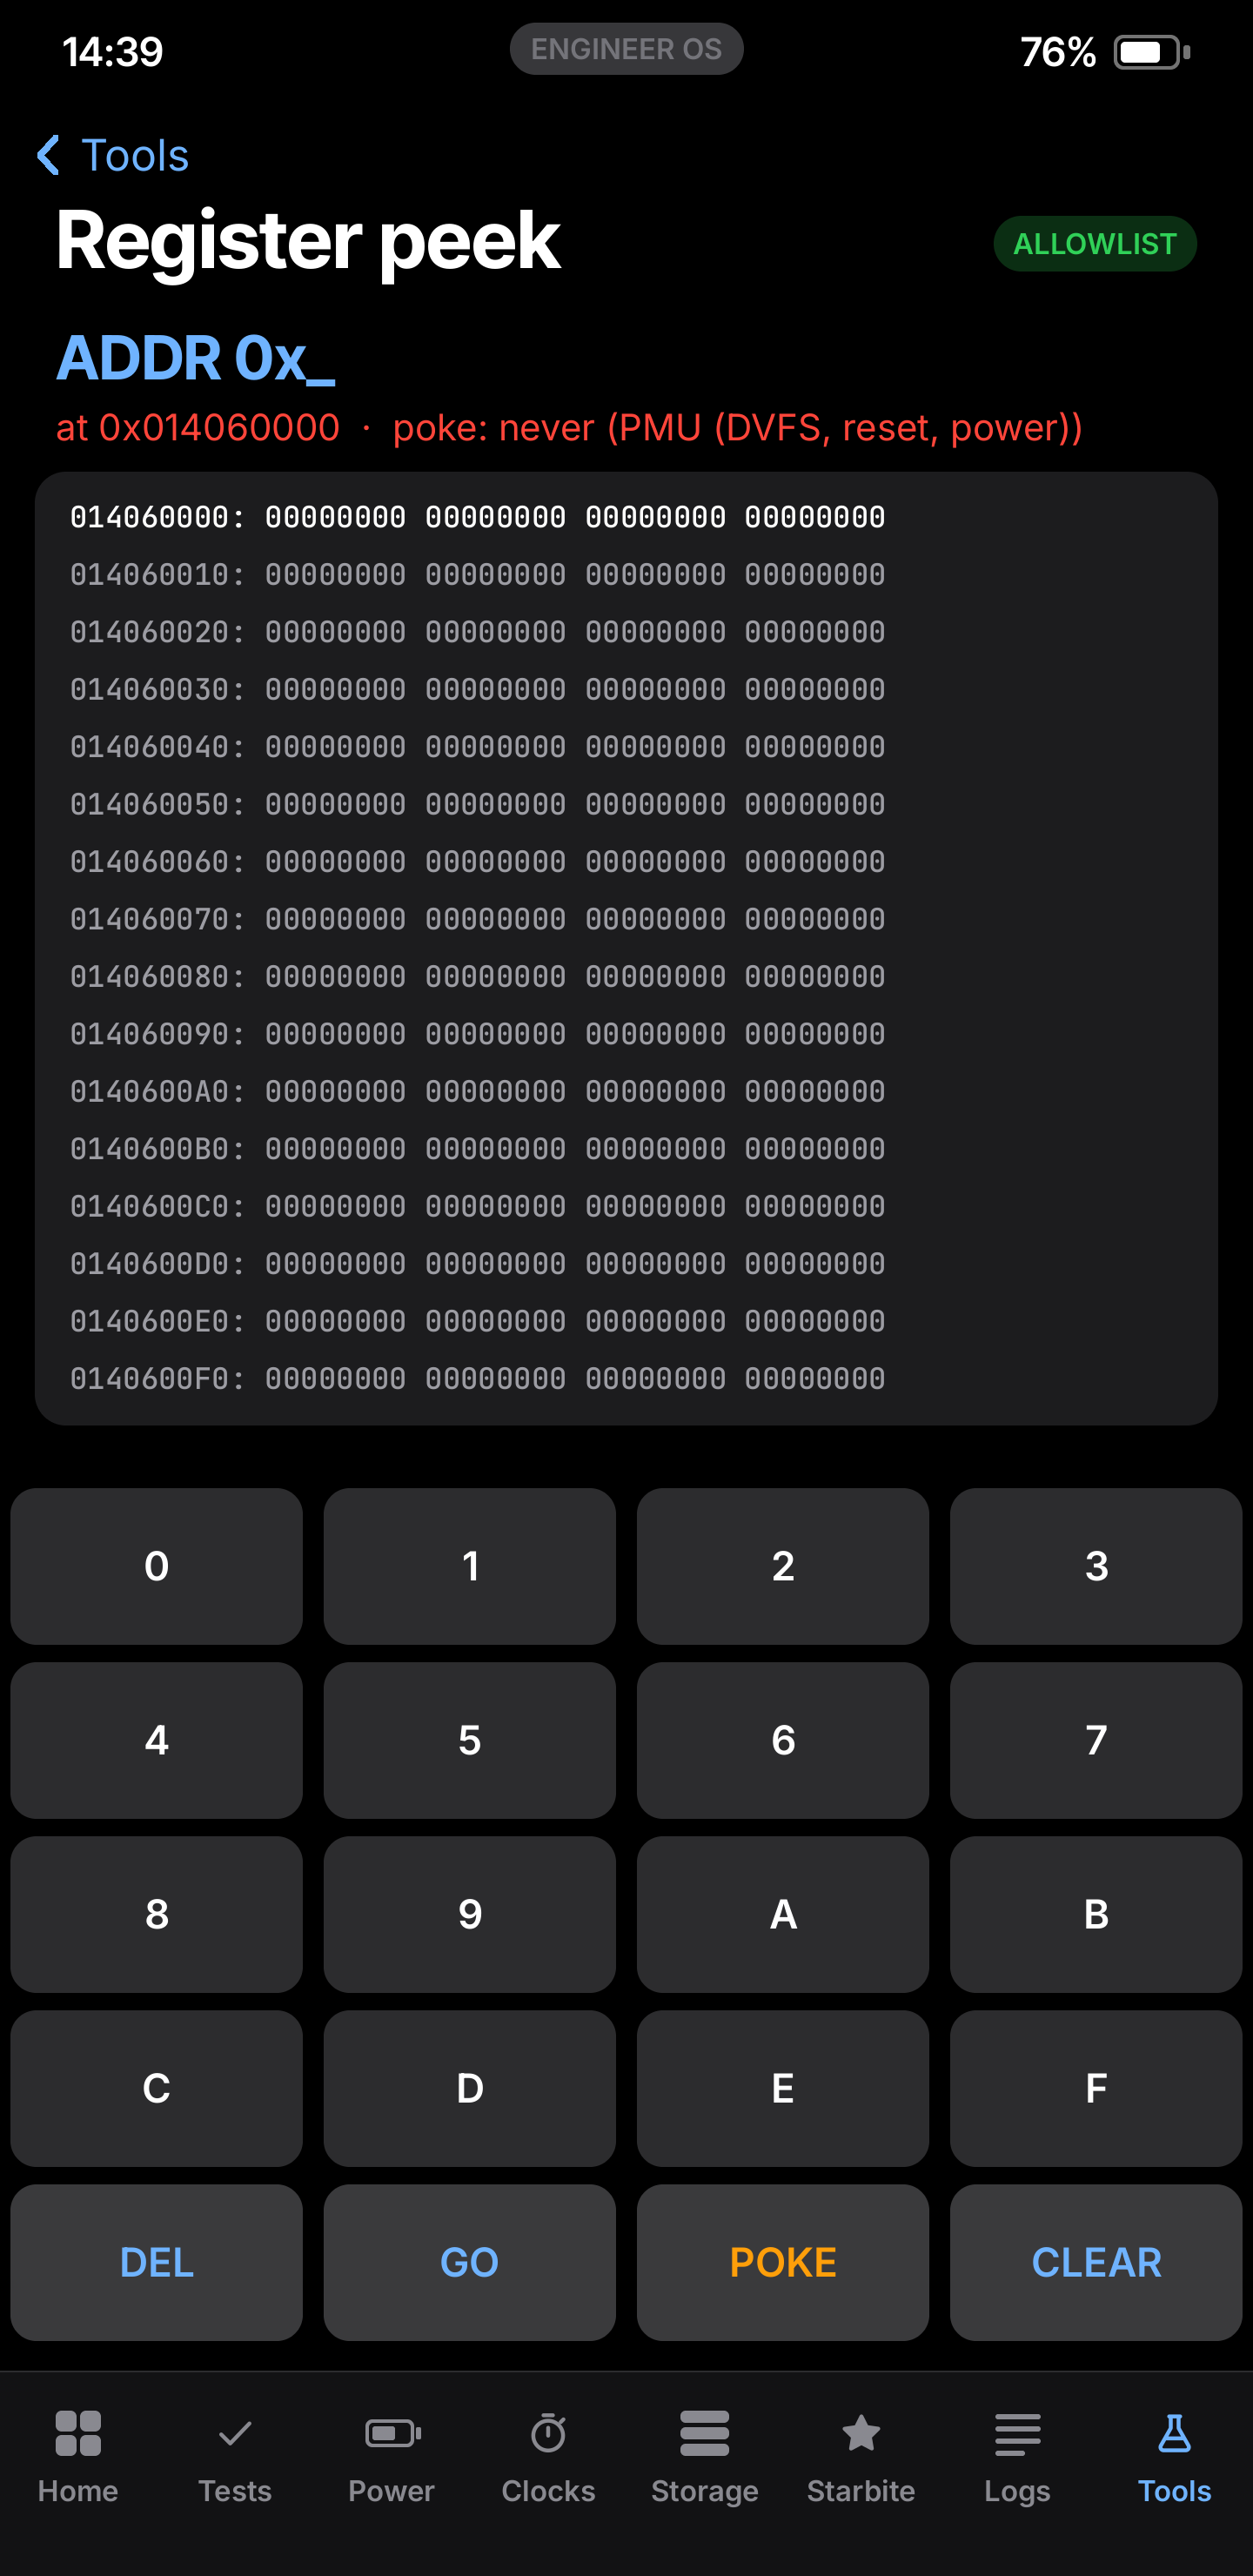 14:39
ENGINEER OS
76%
Tools
Register peek
ALLOWLIST
ADDR 0x_
at 0x014060000 · poke: never (PMU (DVFS, reset, power))
014060000: 00000000 00000000 00000000 00000000
014060010: 00000000 00000000 00000000 00000000
014060020: 00000000 00000000 00000000 00000000
014060030: 00000000 00000000 00000000 00000000
014060040: 00000000 00000000 00000000 00000000
014060050: 00000000 00000000 00000000 00000000
014060060: 00000000 00000000 00000000 00000000
014060070: 00000000 00000000 00000000 00000000
014060080: 00000000 00000000 00000000 00000000
014060090: 00000000 00000000 00000000 00000000
0140600A0: 00000000 00000000 00000000 00000000
0140600B0: 00000000 00000000 00000000 00000000
0140600C0: 00000000 00000000 00000000 00000000
0140600D0: 00000000 00000000 00000000 00000000
0140600E0: 00000000 00000000 00000000 00000000
0140600F0: 00000000 00000000 00000000 00000000
0 1 2 3
4 5 6 7
8 9 A B
C D E F
DEL GO POKE CLEAR
Home Tests Power Clocks Storage Starbite Logs Tools